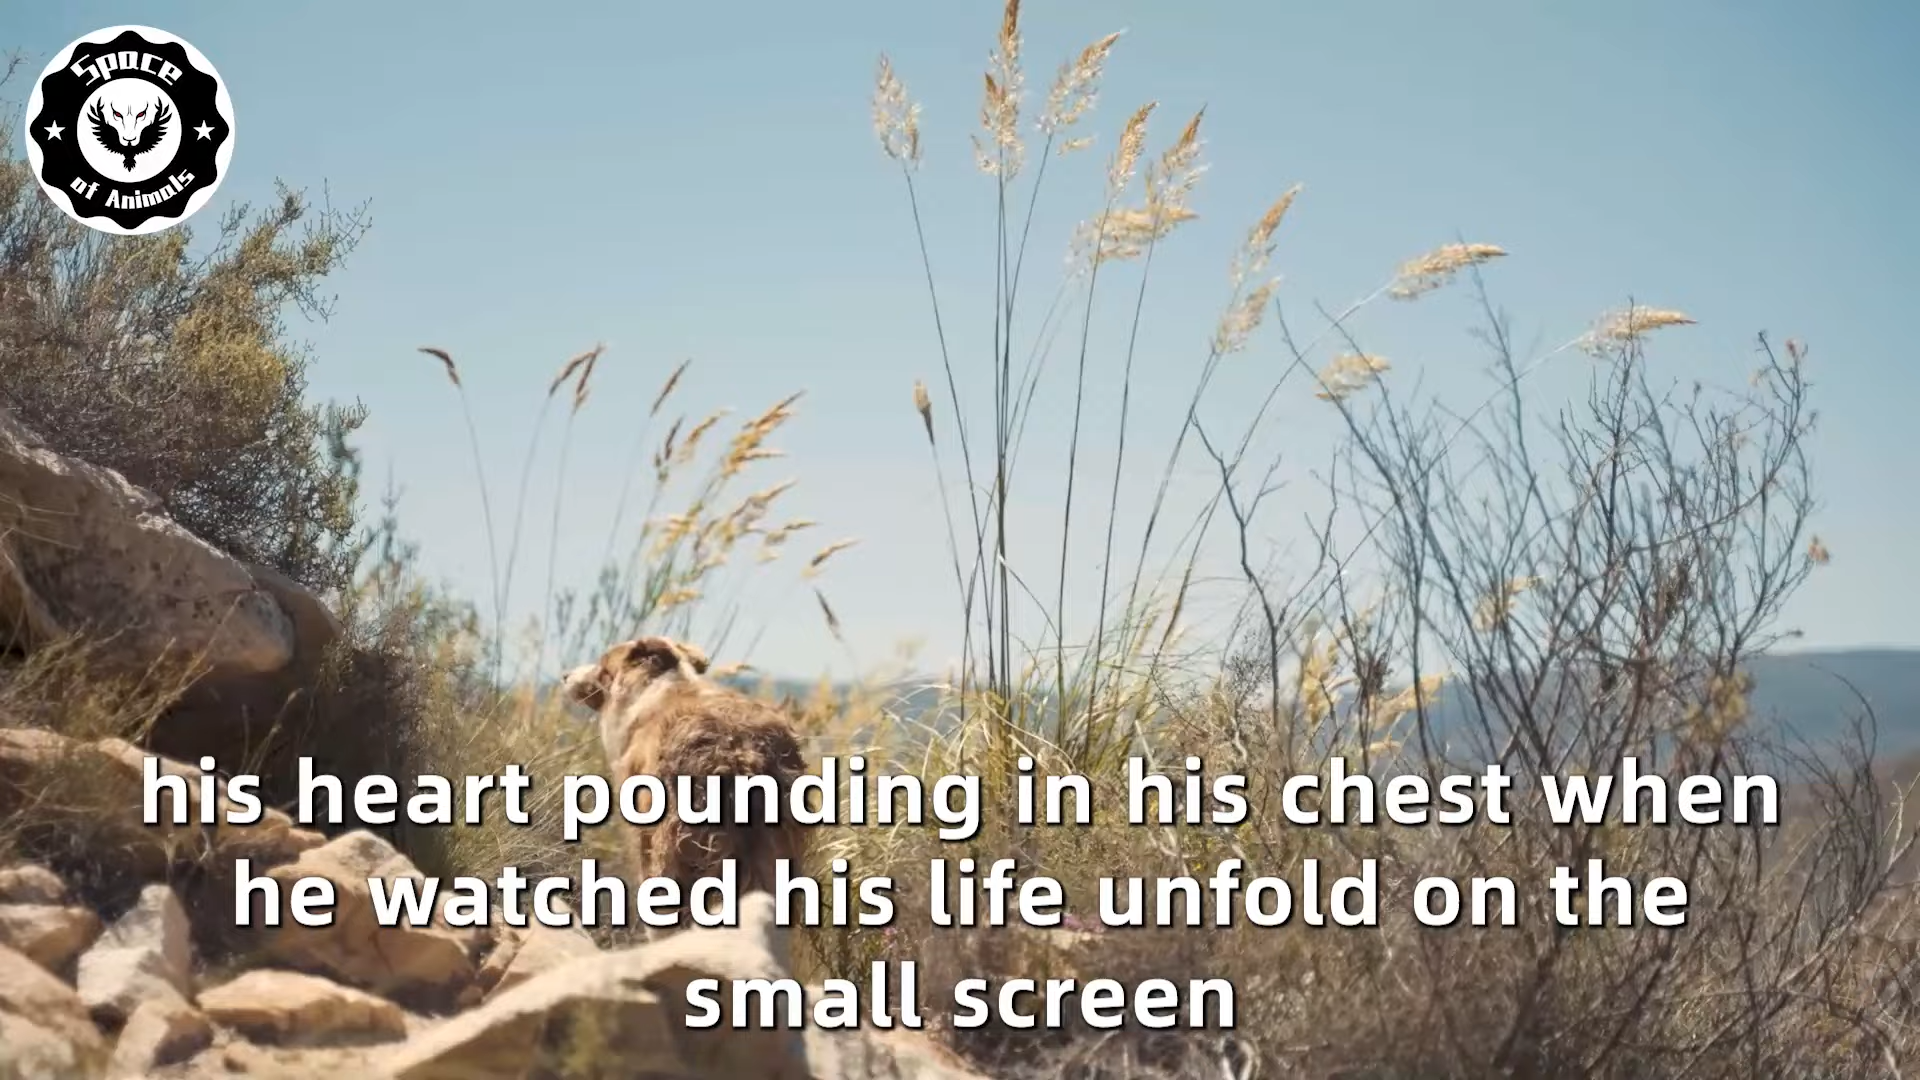 Space
of Animals
his heart pounding in his chest when
he watched his life unfold on the
small screen